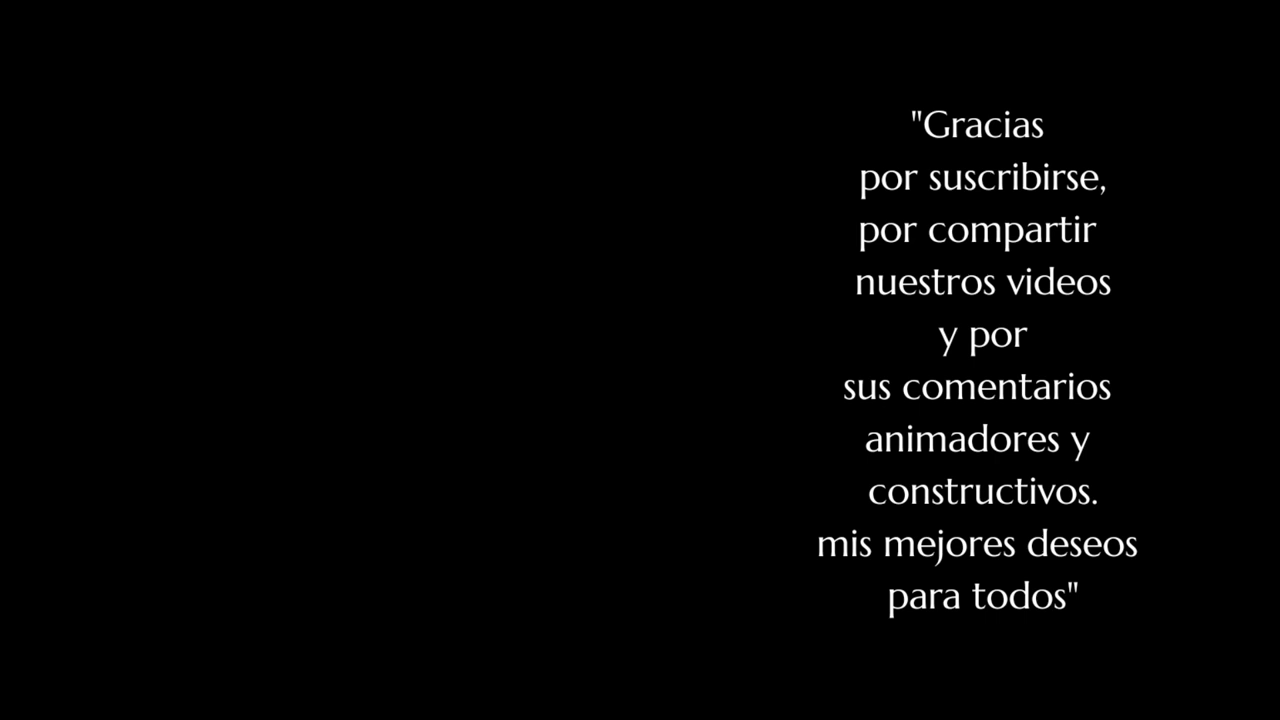 "Gracias
por suscribirse,
por compartir
nuestros videos
y por
sus comentarios
animadores y
constructivos.
mis mejores deseos
para todos"